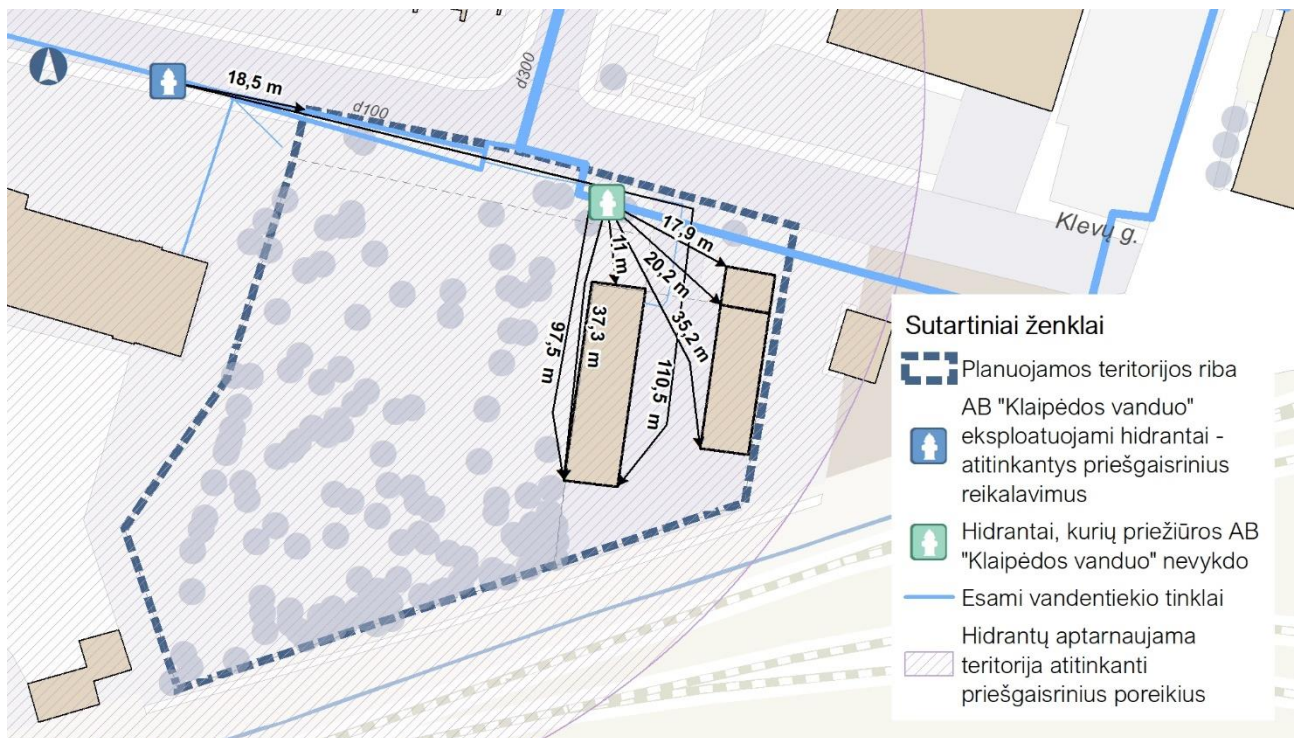 18,5 m
d100
d300
Klevų g.
17,9 m
11 m
20,2 m
35,2 m
37,3 m
97,5 m
110,5 m
Sutartiniai ženklai
Planuojamos teritorijos riba
AB "Klaipėdos vanduo"
eksploatuojami hidrantai -
atitinkantys priešgaisrinius
reikalavimus
Hidrantai, kurių priežiūros AB
"Klaipėdos vanduo" nevykdo
Esami vandentiekio tinklai
Hidrantų aptarnaujama
teritorija atitinkanti
priešgaisrinius poreikius